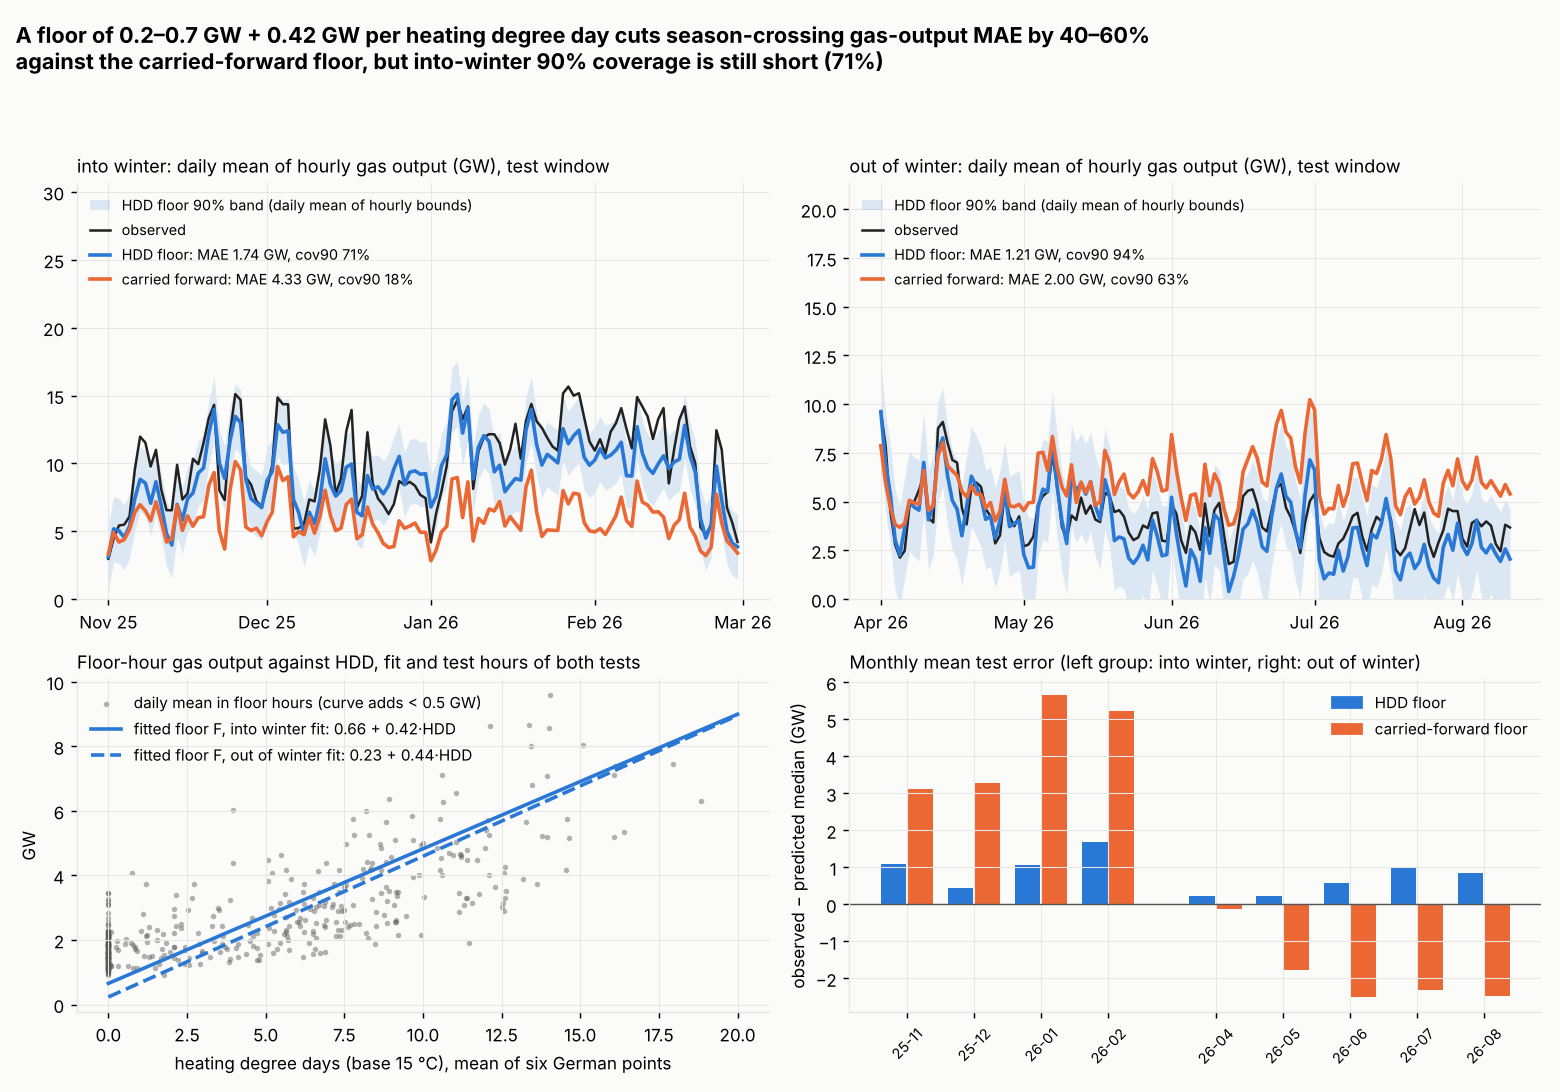 A floor of 0.2–0.7 GW + 0.42 GW per heating degree day cuts season-crossing gas-output MAE by 40–60%
against the carried-forward floor, but into-winter 90% coverage is still short (71%)
into winter: daily mean of hourly gas output (GW), test window
30
25
20
15
10
5
0
HDD floor 90% band (daily mean of hourly bounds)
observed
HDD floor: MAE 1.74 GW, cov90 71%
carried forward: MAE 4.33 GW, cov90 18%
Nov 25
Dec 25
Jan 26
Feb 26
Mar 26
out of winter: daily mean of hourly gas output (GW), test window
20.0
17.5
15.0
12.5
10.0
7.5
5.0
2.5
0.0
HDD floor 90% band (daily mean of hourly bounds)
observed
HDD floor: MAE 1.21 GW, cov90 94%
carried forward: MAE 2.00 GW, cov90 63%
Apr 26
May 26
Jun 26
Jul 26
Aug 26
Floor-hour gas output against HDD, fit and test hours of both tests
GW
10
8
6
4
2
0
daily mean in floor hours (curve adds < 0.5 GW)
fitted floor F, into winter fit: 0.66 + 0.42·HDD
fitted floor F, out of winter fit: 0.23 + 0.44·HDD
0.0
2.5
5.0
7.5
10.0
12.5
15.0
17.5
20.0
heating degree days (base 15 °C), mean of six German points
Monthly mean test error (left group: into winter, right: out of winter)
observed − predicted median (GW)
6
5
4
3
2
1
0
−1
−2
HDD floor
carried-forward floor
25-11
25-12
26-01
26-02
26-04
26-05
26-06
26-07
26-08